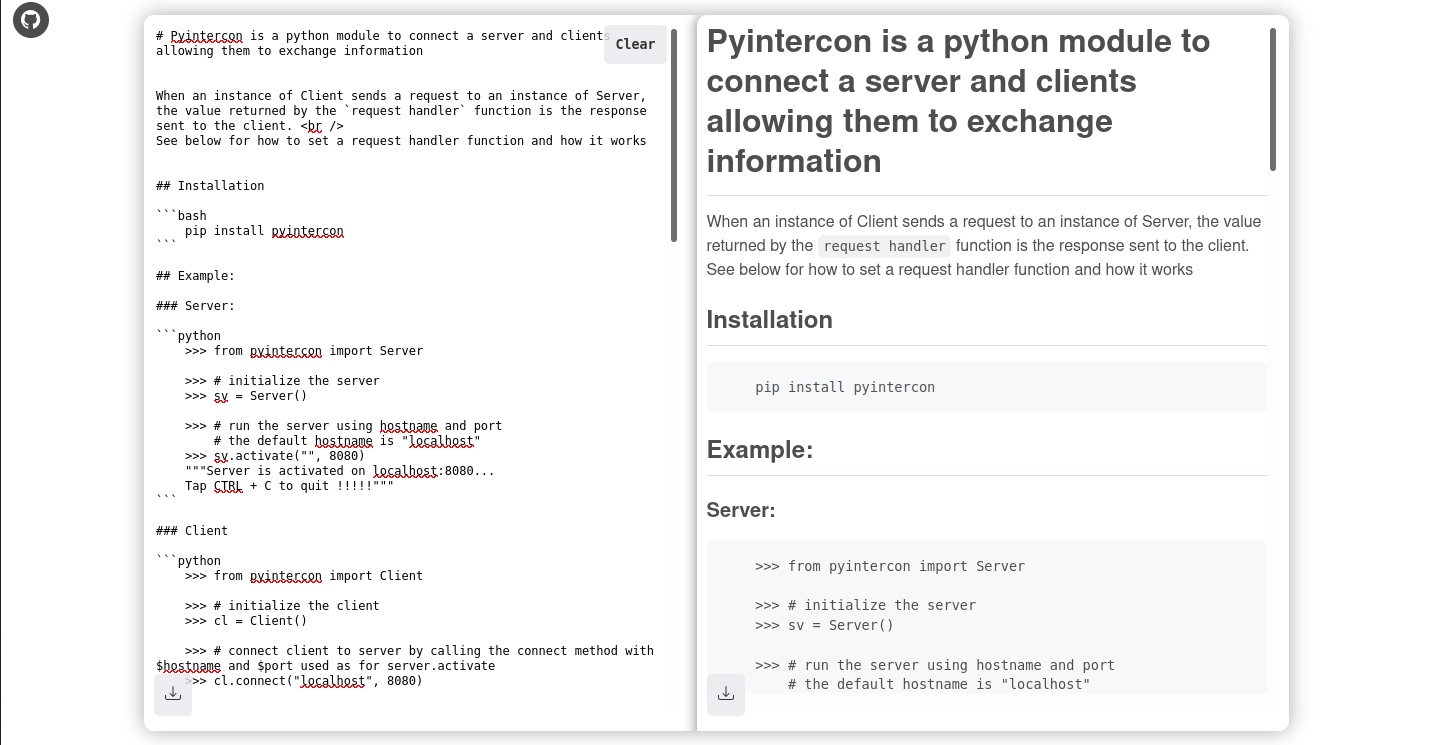 # Pyintercon is a python module to connect a server and clients
allowing them to exchange information
Clear
When an instance of Client sends a request to an instance of Server,
the value returned by the `request handler` function is the response
sent to the client. <br />
See below for how to set a request handler function and how it works
## Installation
```bash
    pip install pyintercon
```
## Example:
### Server:
```python
    >>> from pyintercon import Server
    >>> # initialize the server
    >>> sv = Server()
    >>> # run the server using hostname and port
        # the default hostname is "localhost"
    >>> sv.activate("", 8080)
    """Server is activated on localhost:8080...
    Tap CTRL + C to quit !!!!!"""
```
### Client
```python
    >>> from pyintercon import Client
    >>> # initialize the client
    >>> cl = Client()
    >>> # connect client to server by calling the connect method with
$hostname and $port used as for server.activate
    >>> cl.connect("localhost", 8080)
Pyintercon is a python module to
connect a server and clients
allowing them to exchange
information
When an instance of Client sends a request to an instance of Server, the value
returned by the request handler function is the response sent to the client.
See below for how to set a request handler function and how it works
Installation
    pip install pyintercon
Example:
Server:
    >>> from pyintercon import Server
    >>> # initialize the server
    >>> sv = Server()
    >>> # run the server using hostname and port
        # the default hostname is "localhost"